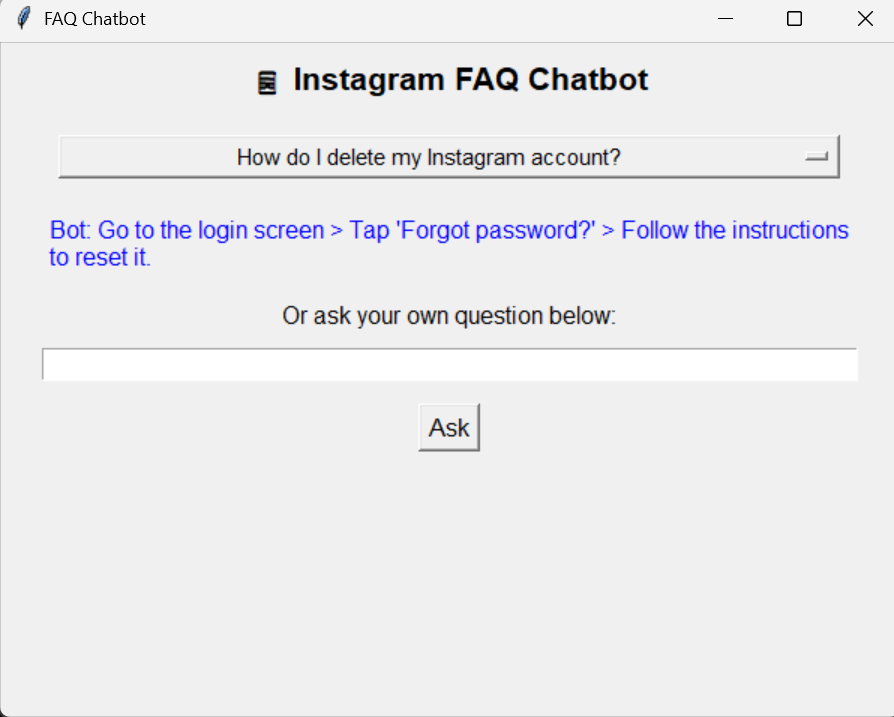 FAQ Chatbot
Instagram FAQ Chatbot
How do I delete my Instagram account?
Bot: Go to the login screen > Tap 'Forgot password?' > Follow the instructions
to reset it.
Or ask your own question below:
Ask